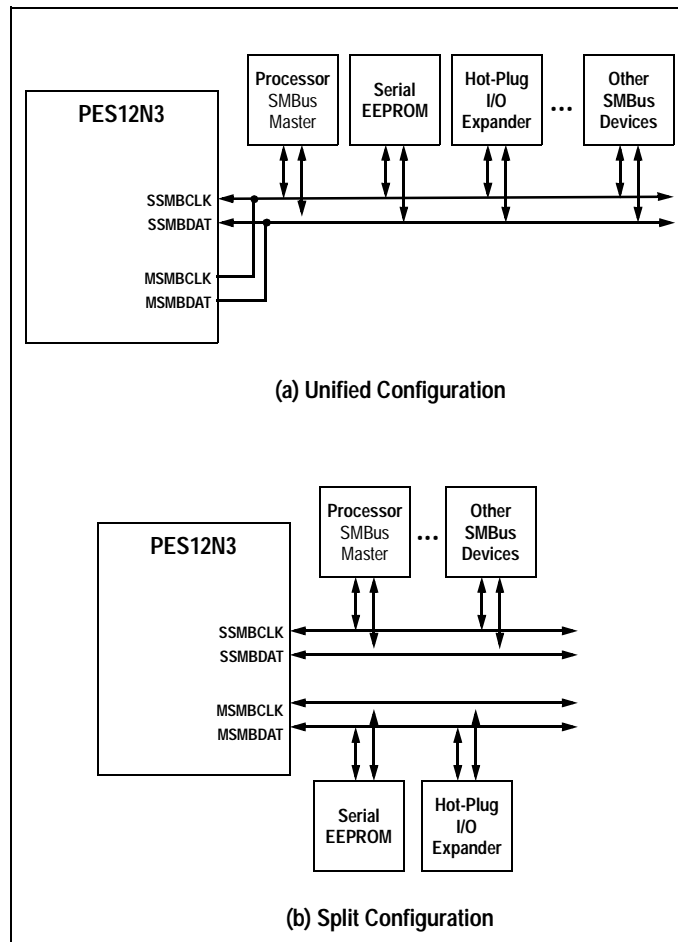 PES12N3
Processor
SMBus
Master
Serial
EEPROM
Hot-Plug
I/O
Expander
...
Other
SMBus
Devices
SSMBCLK
SSMBDAT
MSMBCLK
MSMBDAT
(a) Unified Configuration
PES12N3
Processor
SMBus
Master
...
Other
SMBus
Devices
SSMBCLK
SSMBDAT
MSMBCLK
MSMBDAT
Serial
EEPROM
Hot-Plug
I/O
Expander
(b) Split Configuration